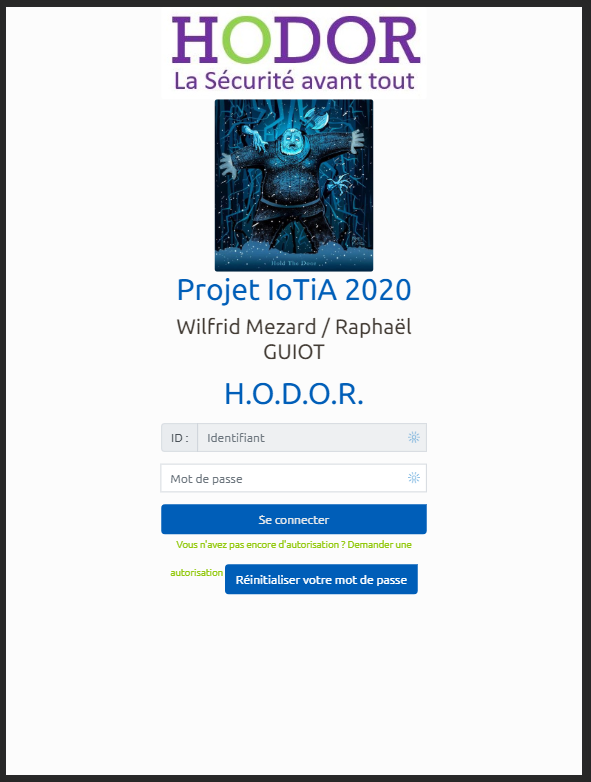 HODOR
La Sécurité avant tout
Hold The Door...
Projet IoTiA 2020
Wilfrid Mezard / Raphaël
GUIOT
H.O.D.O.R.
ID :
Identifiant
Mot de passe
Se connecter
Vous n'avez pas encore d'autorisation ? Demander une
autorisation
Réinitialiser votre mot de passe